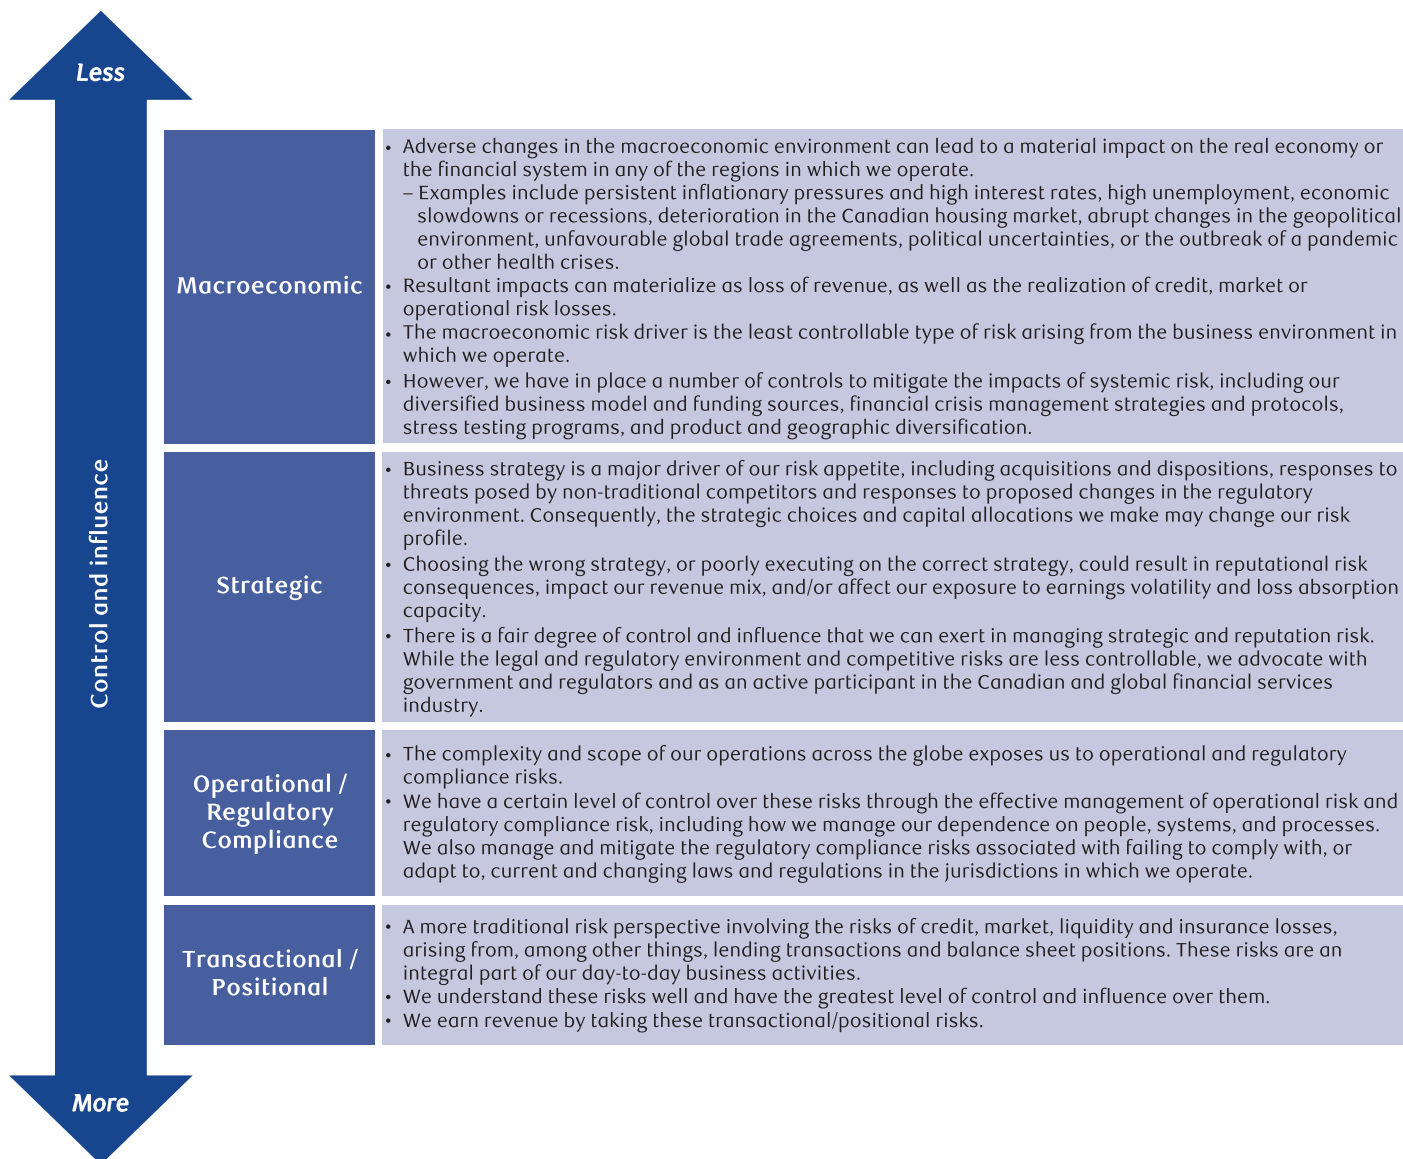 Less
Control and influence
Macroeconomic
• Adverse changes in the macroeconomic environment can lead to a material impact on the real economy or
the financial system in any of the regions in which we operate.
– Examples include persistent inflationary pressures and high interest rates, high unemployment, economic
slowdowns or recessions, deterioration in the Canadian housing market, abrupt changes in the geopolitical
environment, unfavourable global trade agreements, political uncertainties, or the outbreak of a pandemic
or other health crises.
• Resultant impacts can materialize as loss of revenue, as well as the realization of credit, market or
operational risk losses.
• The macroeconomic risk driver is the least controllable type of risk arising from the business environment in
which we operate.
• However, we have in place a number of controls to mitigate the impacts of systemic risk, including our
diversified business model and funding sources, financial crisis management strategies and protocols,
stress testing programs, and product and geographic diversification.
Strategic
• Business strategy is a major driver of our risk appetite, including acquisitions and dispositions, responses to
threats posed by non-traditional competitors and responses to proposed changes in the regulatory
environment. Consequently, the strategic choices and capital allocations we make may change our risk
profile.
• Choosing the wrong strategy, or poorly executing on the correct strategy, could result in reputational risk
consequences, impact our revenue mix, and/or affect our exposure to earnings volatility and loss absorption
capacity.
• There is a fair degree of control and influence that we can exert in managing strategic and reputation risk.
While the legal and regulatory environment and competitive risks are less controllable, we advocate with
government and regulators and as an active participant in the Canadian and global financial services
industry.
Operational /
Regulatory
Compliance
• The complexity and scope of our operations across the globe exposes us to operational and regulatory
compliance risks.
• We have a certain level of control over these risks through the effective management of operational risk and
regulatory compliance risk, including how we manage our dependence on people, systems, and processes.
We also manage and mitigate the regulatory compliance risks associated with failing to comply with, or
adapt to, current and changing laws and regulations in the jurisdictions in which we operate.
Transactional /
Positional
• A more traditional risk perspective involving the risks of credit, market, liquidity and insurance losses,
arising from, among other things, lending transactions and balance sheet positions. These risks are an
integral part of our day-to-day business activities.
• We understand these risks well and have the greatest level of control and influence over them.
• We earn revenue by taking these transactional/positional risks.
More